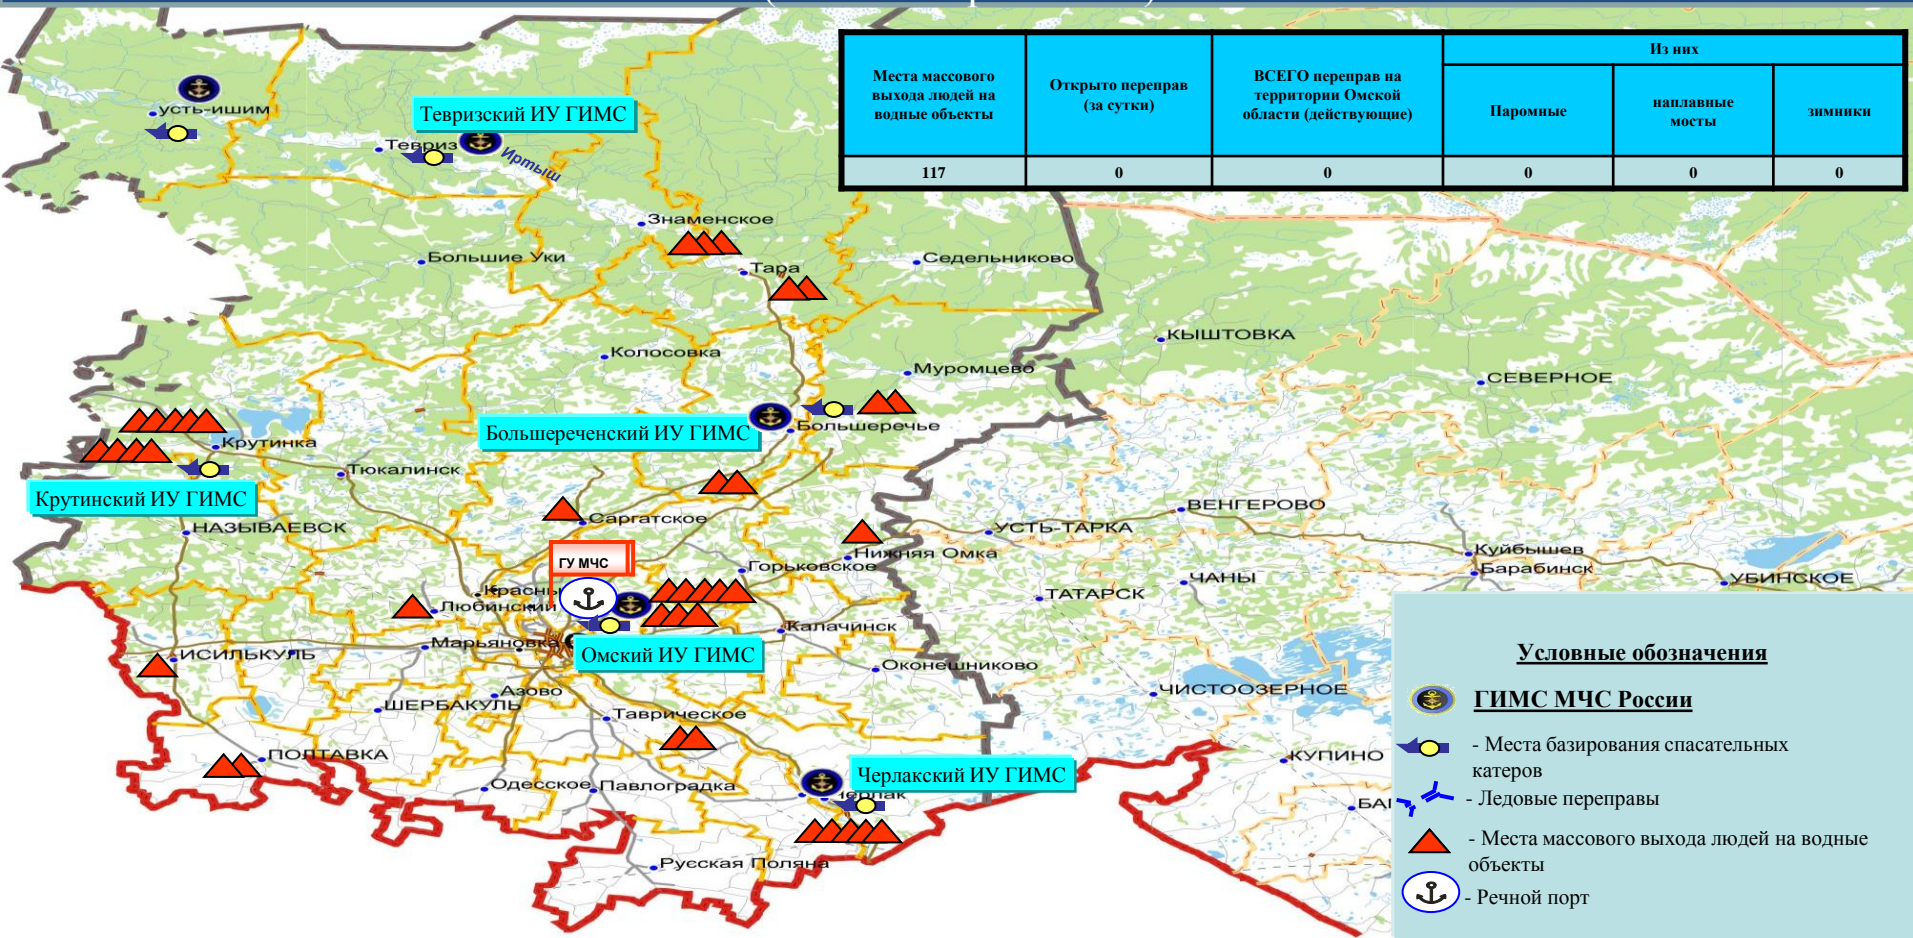 Из них
Места массового
выхода людей на
водные объекты
Открыто переправ
(за сутки)
ВСЕГО переправ на
территории Омской
области (действующие)
Паромные
наплавные
мосты
зимники
117
0
0
0
0
0
усть-ишим
Тевризский ИУ ГИМС
Тевриз
Иртыш
Знаменское
Большие Уки
Тара
Седельниково
КЫШТОВКА
Колосовка
Муромцево
СЕВЕРНОЕ
Большереченский ИУ ГИМС
Большеречье
Крутинка
Тюкалинск
Крутинский ИУ ГИМС
НАЗЫВАЕВСК
Саргатское
ВЕНГЕРОВО
УСТЬ-ТАРКА
Нижняя Омка
Куйбышев
Барабинск
ГУ МЧС
Горьковское
ЧАНЫ
УБИНСКОЕ
ТАТАРСК
Любинский
Калачинск
Марьяновка
Омский ИУ ГИМС
ИСИЛЬКУЛЬ
Оконешниково
Азово
ЧИСТООЗЕРНОЕ
ШЕРБАКУЛЬ
Таврическое
ПОЛТАВКА
КУПИНО
Черлакский ИУ ГИМС
Одесское
Павлоградка
Русская Поляна
Условные обозначения
ГИМС МЧС России
- Места базирования спасательных
катеров
- Ледовые переправы
- Места массового выхода людей на водные
объекты
- Речной порт